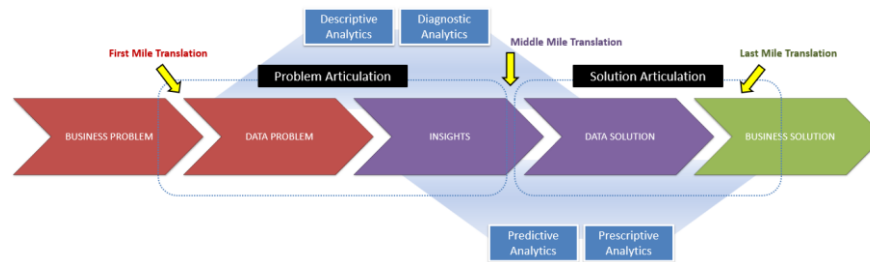 Descriptive
Analytics
Diagnostic
Analytics
First Mile Translation
Middle Mile Translation
Last Mile Translation
Problem Articulation
Solution Articulation
BUSINESS PROBLEM
DATA PROBLEM
INSIGHTS
DATA SOLUTION
BUSINESS SOLUTION
Predictive
Analytics
Prescriptive
Analytics